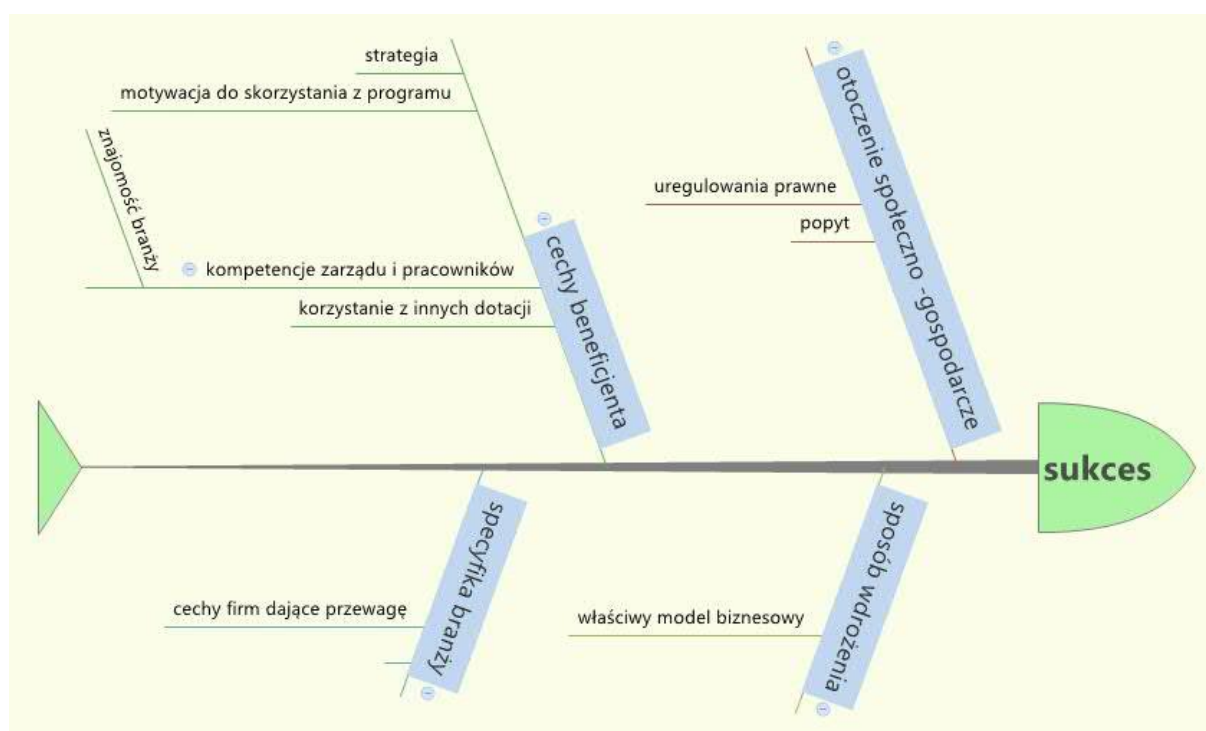 strategia
motywacja do skorzystania z programu
znajomość branży
kompetencje zarządu i pracowników
korzystanie z innych dotacji
cechy beneficjenta
otoczenie społeczno -gospodarcze
uregulowania prawne
popyt
sukces
specyfika branży
cechy firm dające przewagę
sposób wdrożenia
właściwy model biznesowy